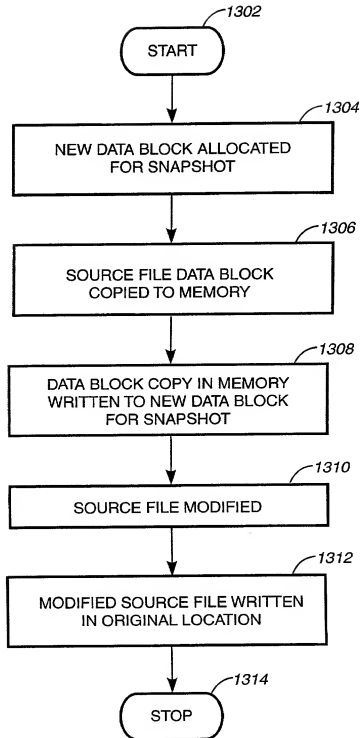 1302
START
1304
NEW DATA BLOCK ALLOCATED
FOR SNAPSHOT
1306
SOURCE FILE DATA BLOCK
COPIED TO MEMORY
1308
DATA BLOCK COPY IN MEMORY
WRITTEN TO NEW DATA BLOCK
FOR SNAPSHOT
1310
SOURCE FILE MODIFIED
1312
MODIFIED SOURCE FILE WRITTEN
IN ORIGINAL LOCATION
1314
STOP